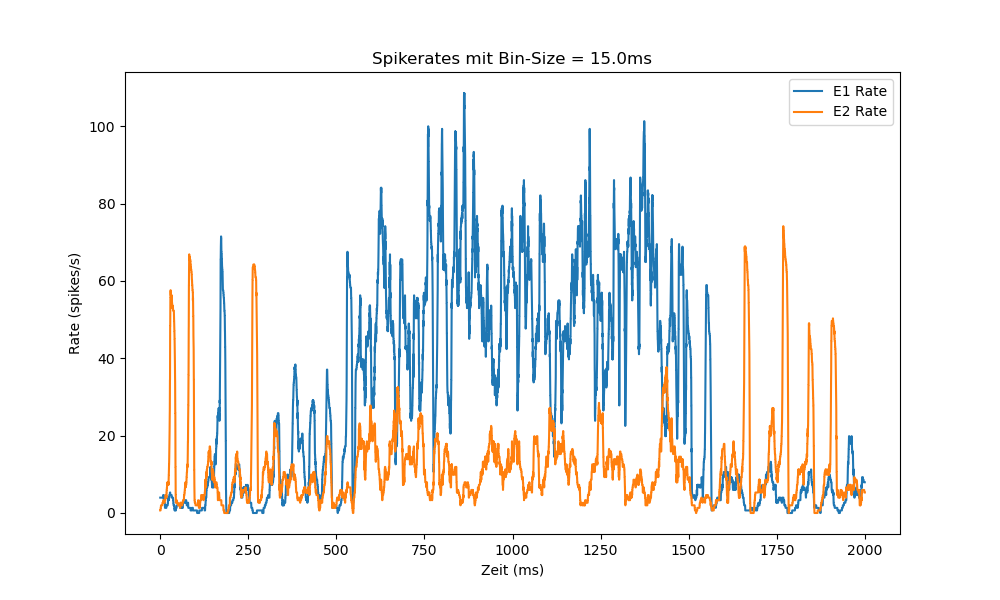 Spikerates mit Bin-Size = 15.0ms
E1 Rate
E2 Rate
100
80
60
40
20
0
Rate (spikes/s)
0 250 500 750 1000 1250 1500 1750 2000
Zeit (ms)